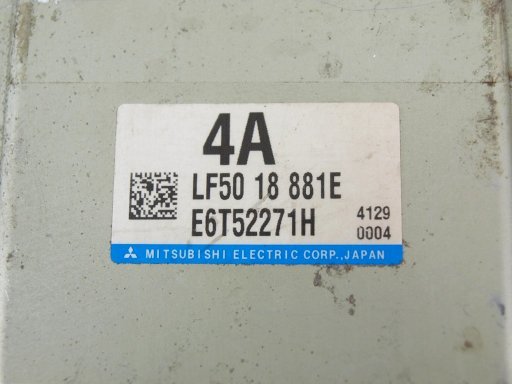 4A
LF50 18 881E
E6T52271H
4129
0004
MITSUBISHI ELECTRIC CORP., JAPAN